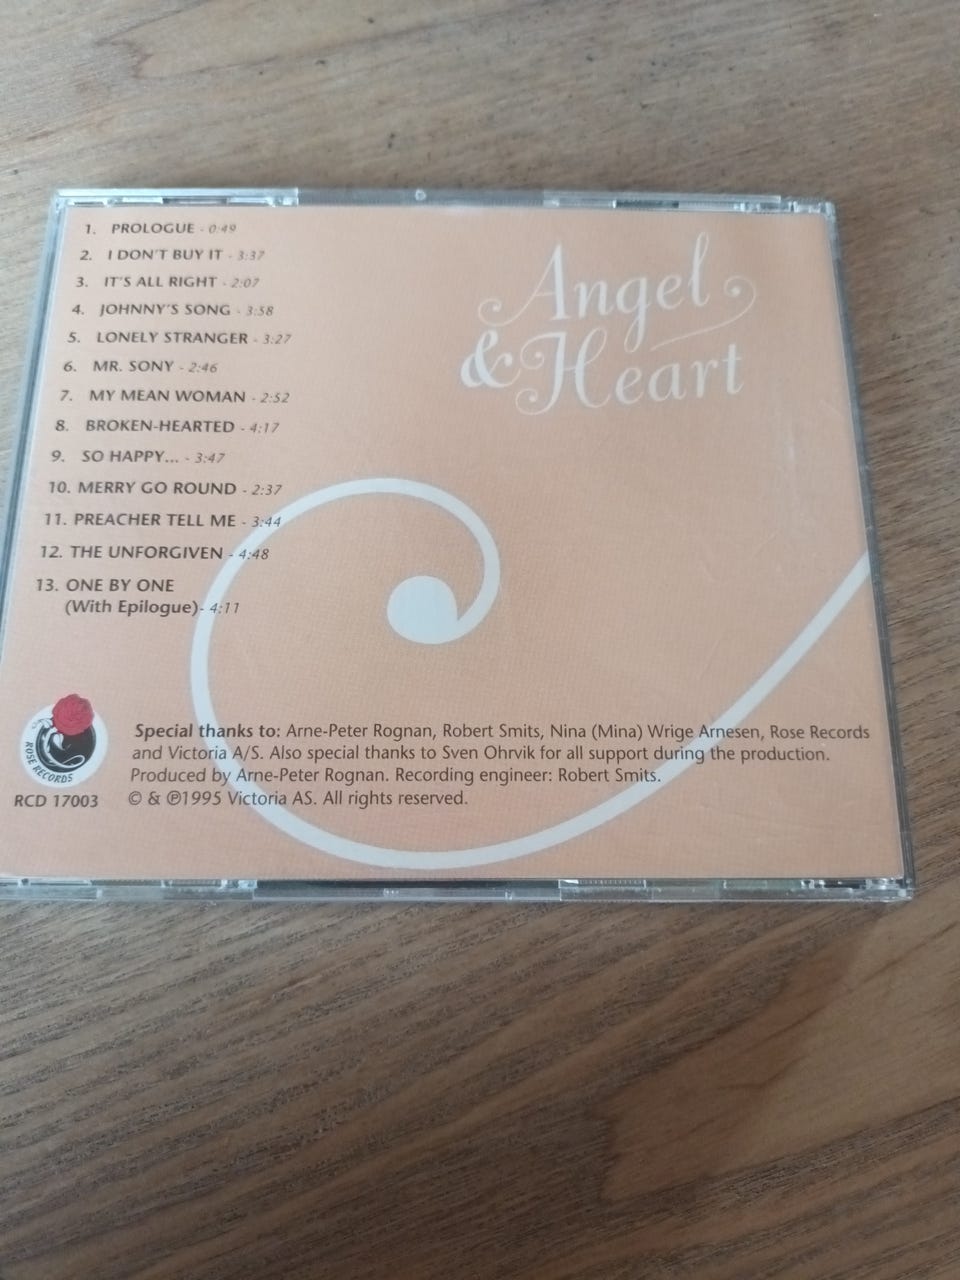 1. PROLOGUE - 0:49
2. I DON'T BUY IT - 3:37
3. IT'S ALL RIGHT - 2:07
4. JOHNNY'S SONG - 3:58
5. LONELY STRANGER - 3:27
6. MR. SONY - 2:46
7. MY MEAN WOMAN - 2:52
8. BROKEN-HEARTED - 4:17
9. SO HAPPY... - 3:47
10. MERRY GO ROUND - 2:37
11. PREACHER TELL ME - 3:44
12. THE UNFORGIVEN - 4:48
13. ONE BY ONE
(With Epilogue)- 4:11
Angel
& Heart
ROSE RECORDS
RCD 17003
Special thanks to: Arne-Peter Rognan, Robert Smits, Nina (Mina) Wrige Arnesen, Rose Records
and Victoria A/S. Also special thanks to Sven Ohrvik for all support during the production.
Produced by Arne-Peter Rognan. Recording engineer: Robert Smits.
© & ℗1995 Victoria AS. All rights reserved.